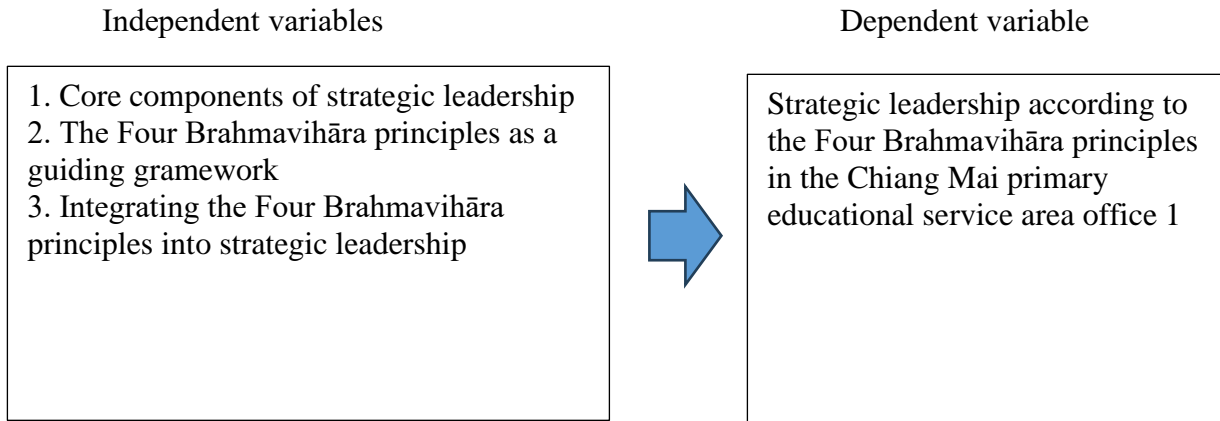 Independent variables
Dependent variable
1. Core components of strategic leadership
2. The Four Brahmavihāra principles as a
guiding gramework
3. Integrating the Four Brahmavihāra
principles into strategic leadership
Strategic leadership according to
the Four Brahmavihāra principles
in the Chiang Mai primary
educational service area office 1